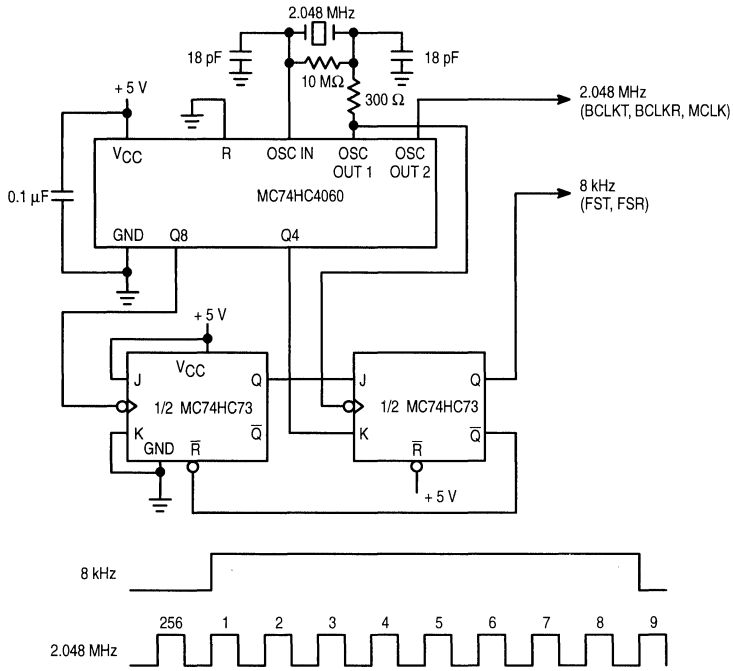 2.048 MHz
18 pF
18 pF
10 MΩ
300 Ω
+ 5 V
2.048 MHz
(BCLKT, BCLKR, MCLK)
VCC
R
OSC IN
OSC
OUT 1
OSC
OUT 2
0.1 μF
MC74HC4060
8 kHz
(FST, FSR)
GND
Q8
Q4
+ 5 V
VCC
J
Q
1/2 MC74HC73
K
GND
R̅
Q̅
J
Q
1/2 MC74HC73
K
R̅
Q̅
+ 5 V
8 kHz
256 1 2 3 4 5 6 7 8 9
2.048 MHz